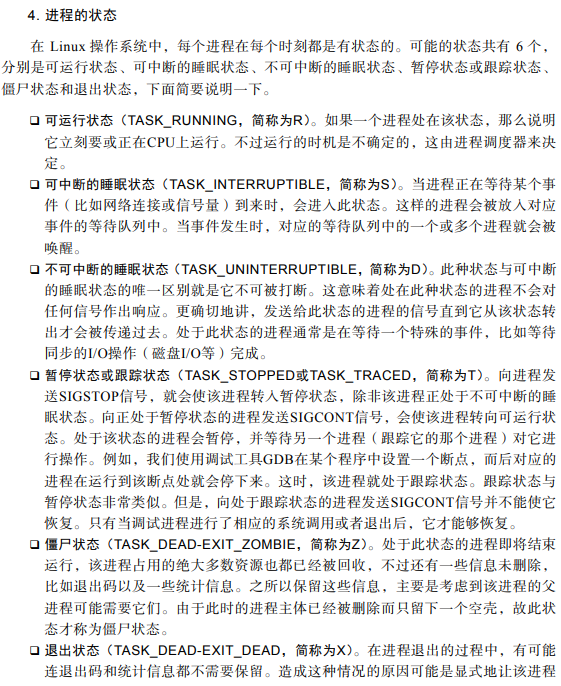 4. 进程的状态
在 Linux 操作系统中，每个进程在每个时刻都是有状态的。可能的状态共有 6 个，
分别是可运行状态、可中断的睡眠状态、不可中断的睡眠状态、暂停状态或跟踪状态、
僵尸状态和退出状态，下面简要说明一下。
❑ 可运行状态（TASK_RUNNING，简称为R）。如果一个进程处在该状态，那么说明
它立刻要或正在CPU上运行。不过运行的时机是不确定的，这由进程调度器来决
定。
❑ 可中断的睡眠状态（TASK_INTERRUPTIBLE，简称为S）。当进程正在等待某个事
件（比如网络连接或信号量）到来时，会进入此状态。这样的进程会被放入对应
事件的等待队列中。当事件发生时，对应的等待队列中的一个或多个进程就会被
唤醒。
❑ 不可中断的睡眠状态（TASK_UNINTERRUPTIBLE，简称为D）。此种状态与可中断
的睡眠状态的唯一区别就是它不可被打断。这意味着处在此种状态的进程不会对
任何信号作出响应。更确切地讲，发送给此状态的进程的信号直到它从该状态转
出才会被传递过去。处于此状态的进程通常是在等待一个特殊的事件，比如等待
同步的I/O操作（磁盘I/O等）完成。
❑ 暂停状态或跟踪状态（TASK_STOPPED或TASK_TRACED，简称为T）。向进程发
送SIGSTOP信号，就会使该进程转入暂停状态，除非该进程正处于不可中断的睡
眠状态。向正处于暂停状态的进程发送SIGCONT信号，会使该进程转向可运行状
态。处于该状态的进程会暂停，并等待另一个进程（跟踪它的那个进程）对它进
行操作。例如，我们使用调试工具GDB在某个程序中设置一个断点，而后对应的
进程在运行到该断点处就会停下来。这时，该进程就处于跟踪状态。跟踪状态与
暂停状态非常类似。但是，向处于跟踪状态的进程发送SIGCONT信号并不能使它
恢复。只有当调试进程进行了相应的系统调用或者退出后，它才能够恢复。
❑ 僵尸状态（TASK_DEAD-EXIT_ZOMBIE，简称为Z）。处于此状态的进程即将结束
运行，该进程占用的绝大多数资源也都已经被回收，不过还有一些信息未删除，
比如退出码以及一些统计信息。之所以保留这些信息，主要是考虑到该进程的父
进程可能需要它们。由于此时的进程主体已经被删除而只留下一个空壳，故此状
态才称为僵尸状态。
❑ 退出状态（TASK_DEAD-EXIT_DEAD，简称为X）。在进程退出的过程中，有可能
连退出码和统计信息都不需要保留。造成这种情况的原因可能是显式地让该进程